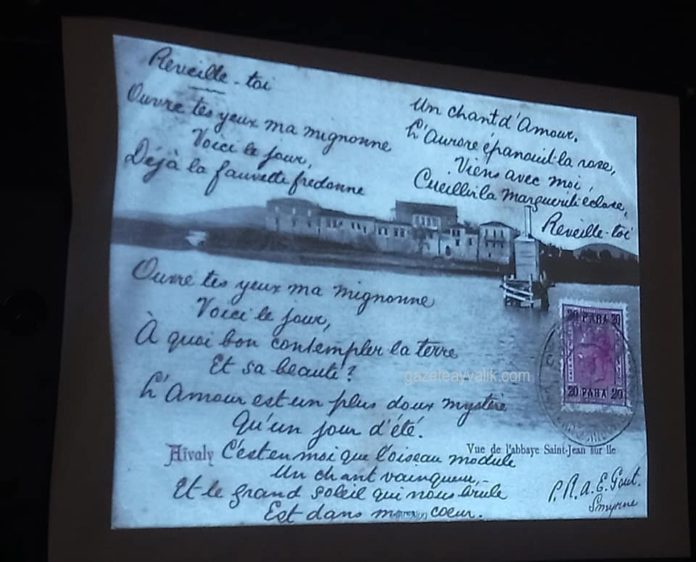 Réveille-toi
Ouvre tes yeux ma mignonne
Voici le jour,
Déjà la fauvette fredonne
Un chant d'Amour.
L'Aurore épanouit la rose,
Viens avec moi,
Cueillir la marguerite éclose,
Réveille-toi
Ouvre tes yeux ma mignonne
Voici le jour,
À quoi bon contempler la terre
Et sa beauté?
L'Amour est un plus doux mystère
Qu'un jour d'été.
C'est en moi que l'oiseau module
Un chant vainqueur,
Et le grand soleil qui nous brule
Est dans mon coeur.
20 PARA 20
20 PARA 20
gazeteayvalik.com
Aïvaly
Vue de l'abbaye Saint-Jean sur île
Smyrne